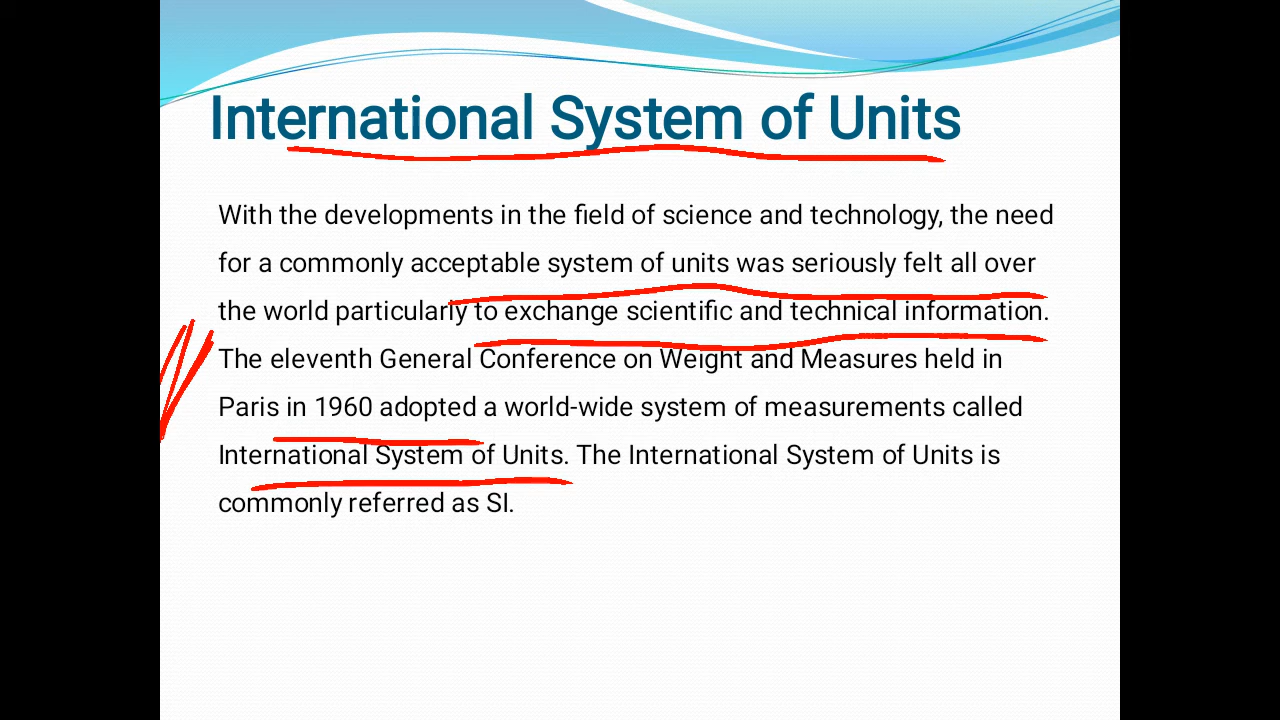 International System of Units
With the developments in the field of science and technology, the need
for a commonly acceptable system of units was seriously felt all over
the world particularly to exchange scientific and technical information.
The eleventh General Conference on Weight and Measures held in
Paris in 1960 adopted a world-wide system of measurements called
International System of Units. The International System of Units is
commonly referred as SI.